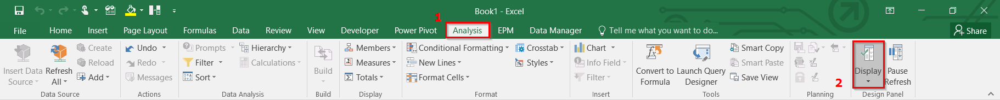 Book1 - Excel
1
File Home Insert Page Layout Formulas Data Review View Developer Power Pivot Analysis EPM Data Manager Tell me what you want to do... Share
Insert Data Source
Refresh All
Create
Reload
Add
Data Source
Undo
Redo
Messages
Actions
Prompts
Filter
Sort
Hierarchy
Calculations
Data Analysis
Build
Build
Members
Measures
Totals
Display
Conditional Formatting
New Lines
Format Cells
Crosstab
Styles
Format
Chart
Info Field
Filter
Insert
Convert to
Formula
Launch Query
Designer
Smart Copy
Smart Paste
Save View
Tools
Planning
2
Display
Pause
Refresh
Design Panel